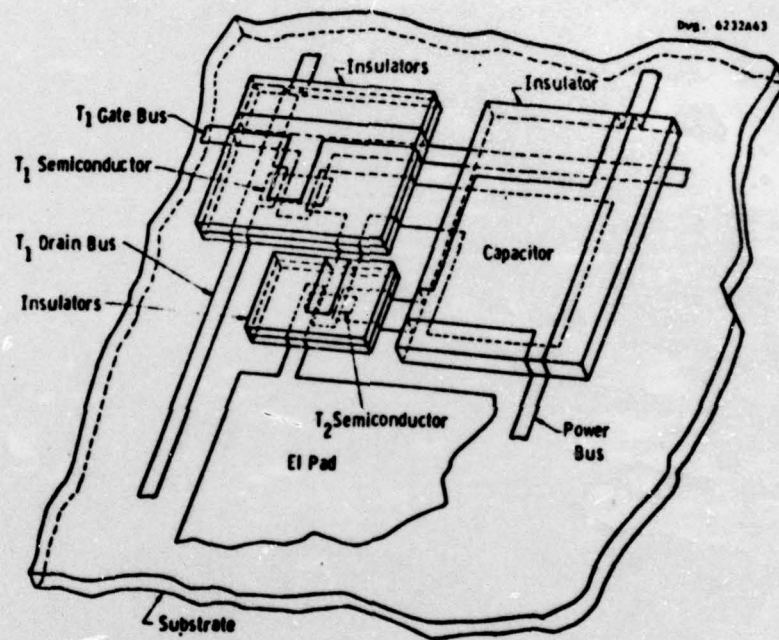 Dwg. 6232A63
Insulators
Insulator
T1 Gate Bus
T1 Semiconductor
T1 Drain Bus
Capacitor
Insulators
T2 Semiconductor
Power
Bus
El Pad
Substrate